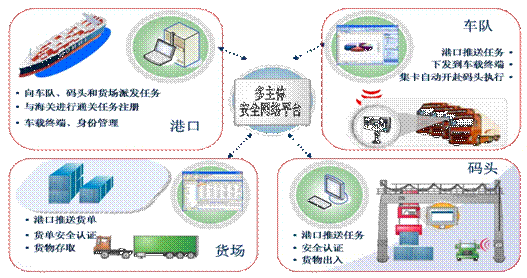 • 向车队、码头和货场派发任务
• 与海关进行通关任务注册
• 车载终端、身份管理
港口
车队
港口推送任务 •
下发到车载终端 •
集卡自动开赴码头执行 •
多主体
安全网络平台
• 港口推送货单
• 货单安全认证
• 货物存取
货场
码头
• 港口推送任务
• 安全认证
• 货物出入